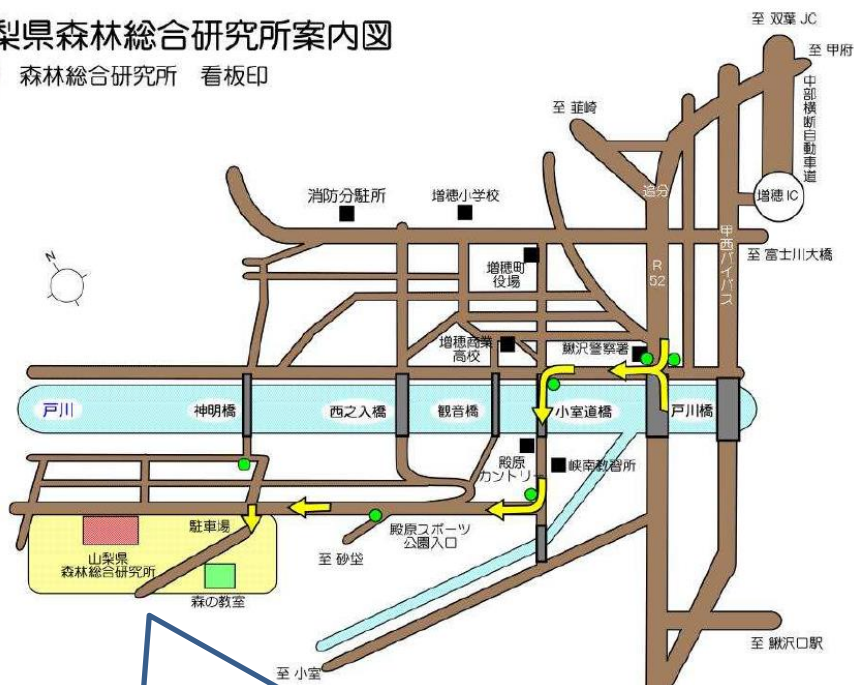 梨県森林総合研究所案内図
森林総合研究所 看板印
至 双葉 JC
至 甲府
中部横断自動車道
至 韮崎
追分
増穂 IC
消防分駐所
増穂小学校
N
増穂町
役場
R
52
甲西バイパス
至 富士川大橋
増穂商業
高校
鰍沢警察署
戸川
神明橋
西之入橋
観音橋
小室道橋
戸川橋
殿原
カントリー
峡南教習所
駐車場
殿原スポーツ
公園入口
至 砂垈
山梨県
森林総合研究所
森の教室
至 小室
至 鰍沢口駅